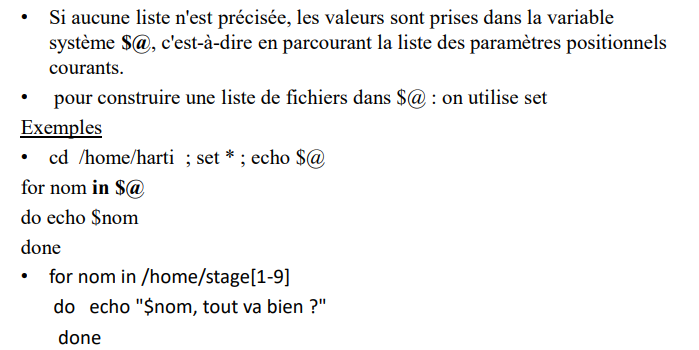 • Si aucune liste n'est précisée, les valeurs sont prises dans la variable
système $@, c'est-à-dire en parcourant la liste des paramètres positionnels
courants.
• pour construire une liste de fichiers dans $@ : on utilise set
Exemples
• cd /home/harti ; set * ; echo $@
for nom in $@
do echo $nom
done
• for nom in /home/stage[1-9]
do echo "$nom, tout va bien ?"
done